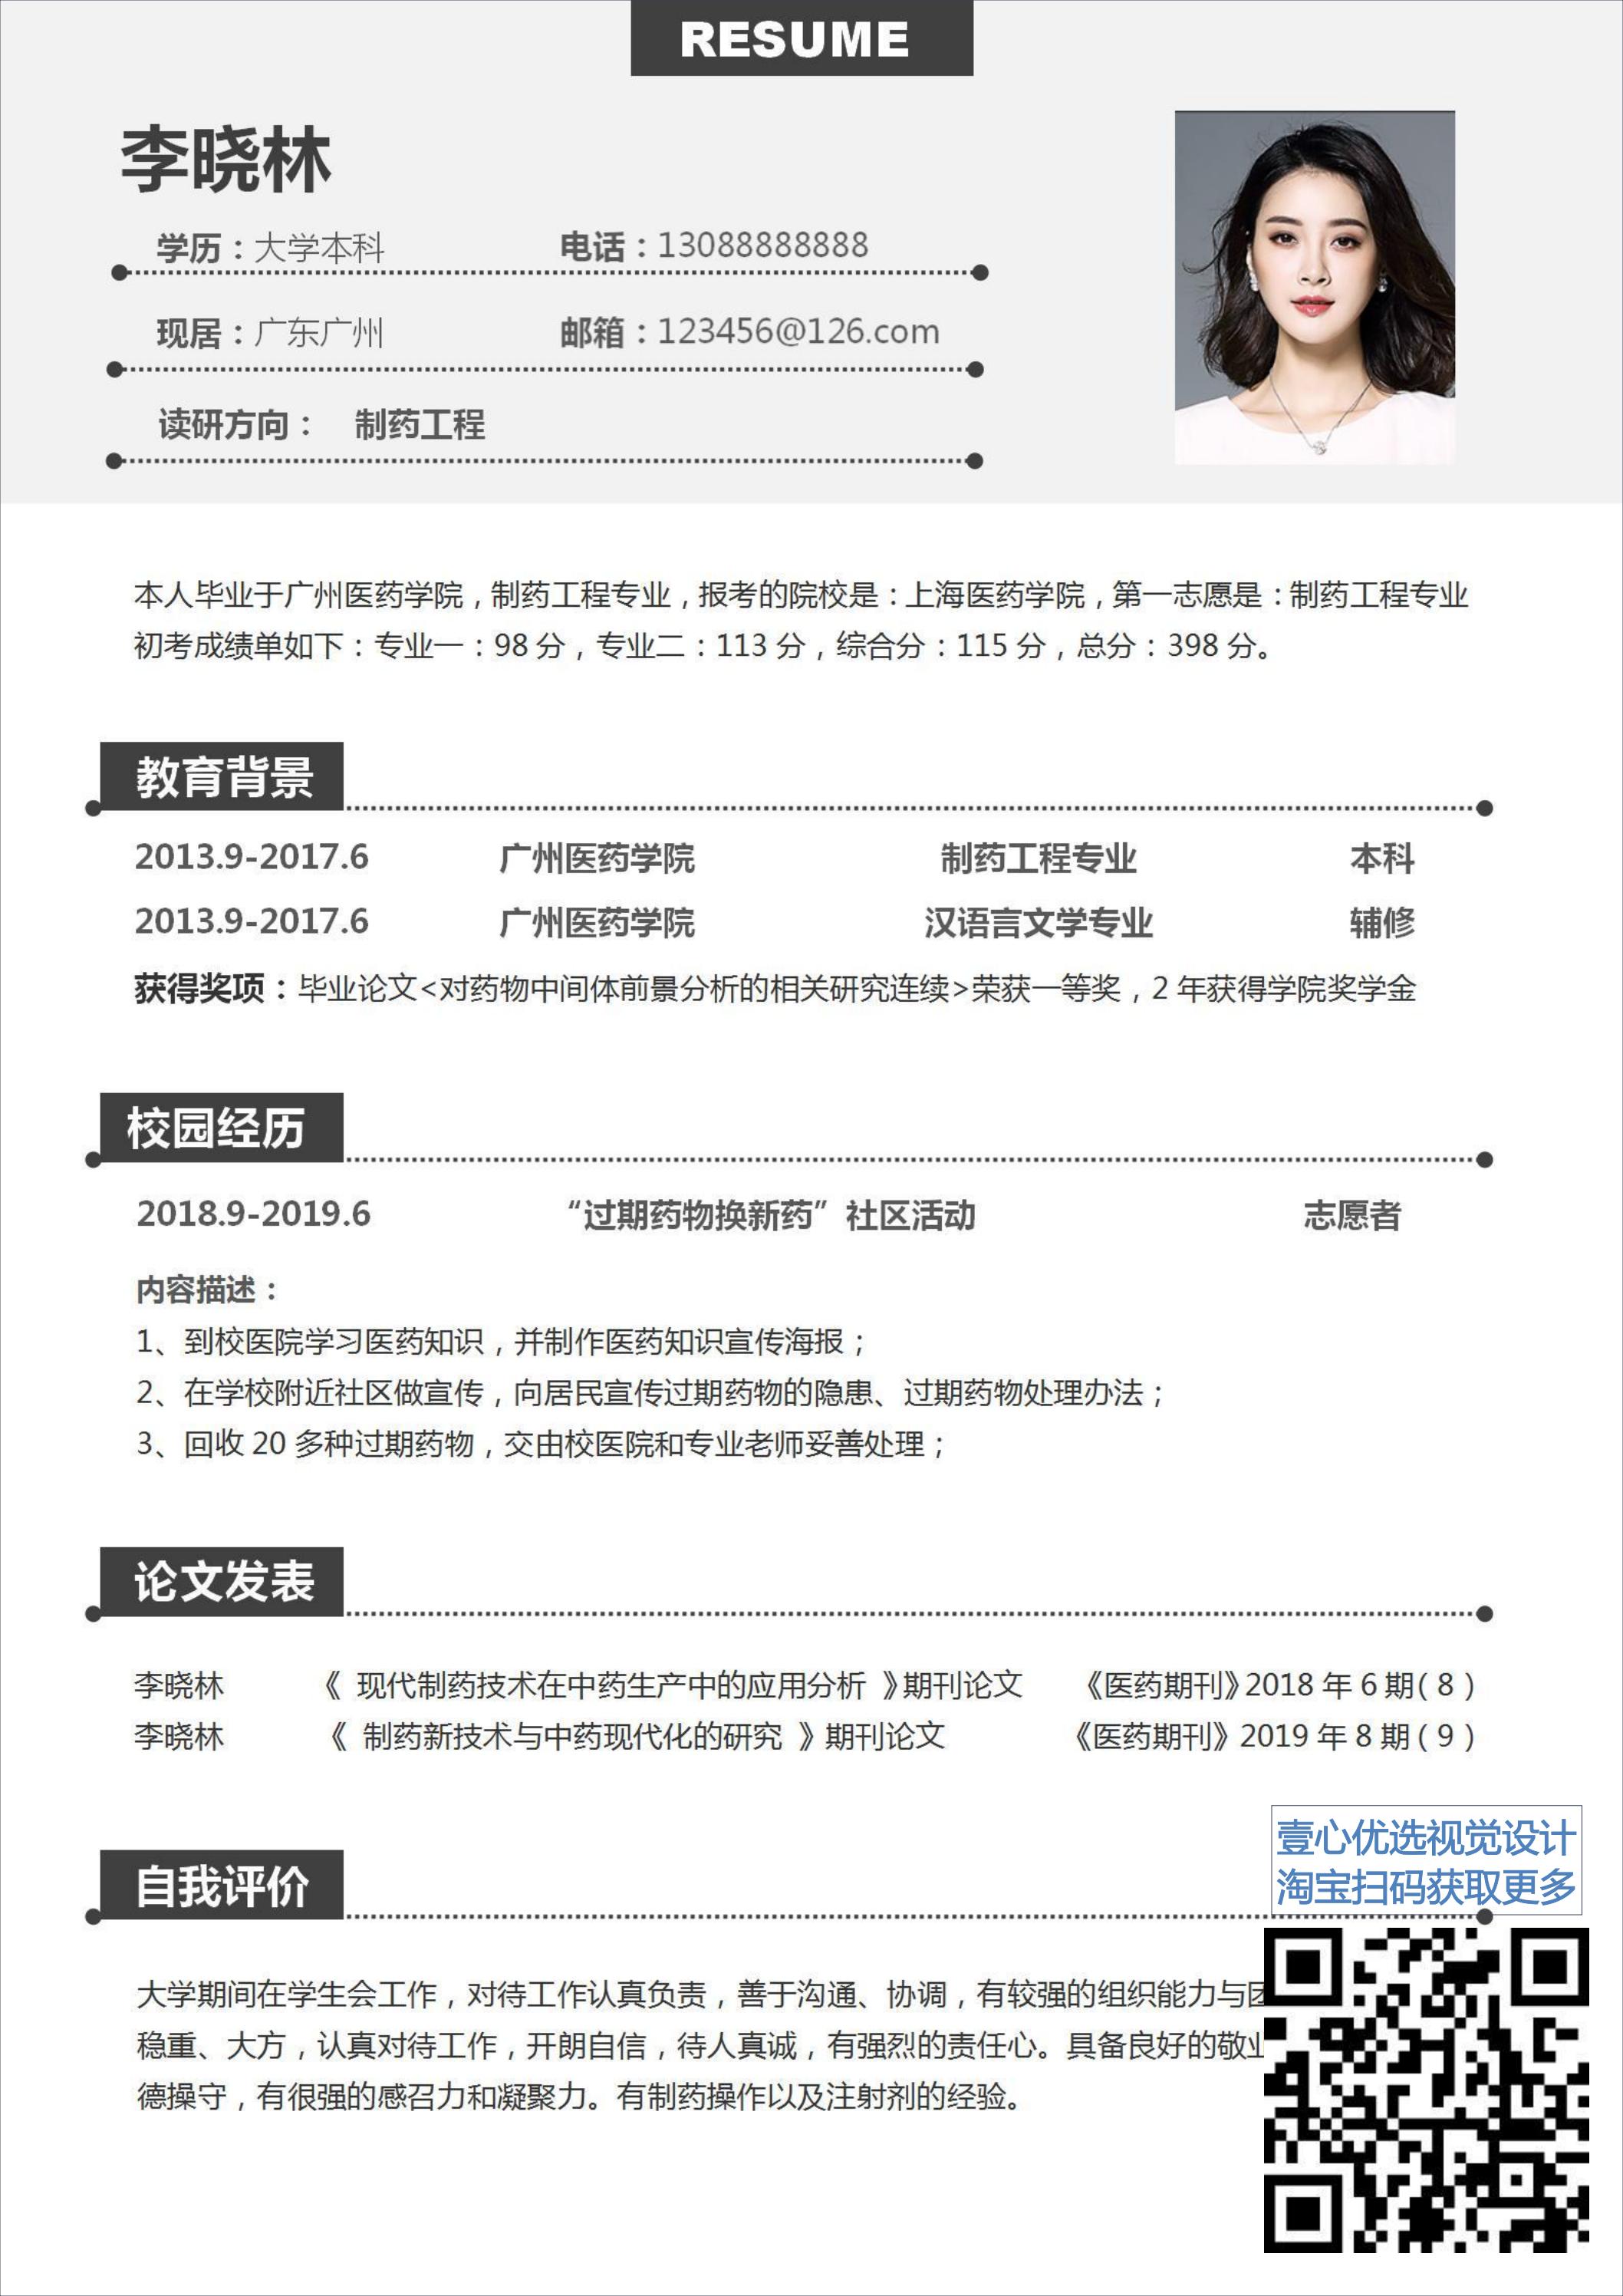 RESUME
李晓林
学历：大学本科 电话：13088888888
现居：广东广州 邮箱：123456@126.com
读研方向： 制药工程
本人毕业于广州医药学院，制药工程专业，报考的院校是：上海医药学院，第一志愿是：制药工程专业
初考成绩单如下：专业一：98 分，专业二：113 分，综合分：115 分，总分：398 分。
教育背景
2013.9-2017.6 广州医药学院 制药工程专业 本科
2013.9-2017.6 广州医药学院 汉语言文学专业 辅修
获得奖项：毕业论文<对药物中间体前景分析的相关研究连续>荣获一等奖，2 年获得学院奖学金
校园经历
2018.9-2019.6 “过期药物换新药”社区活动 志愿者
内容描述：
1、到校医院学习医药知识，并制作医药知识宣传海报；
2、在学校附近社区做宣传，向居民宣传过期药物的隐患、过期药物处理办法；
3、回收 20 多种过期药物，交由校医院和专业老师妥善处理；
论文发表
李晓林 《 现代制药技术在中药生产中的应用分析 》期刊论文 《医药期刊》2018 年 6 期( 8 )
李晓林 《 制药新技术与中药现代化的研究 》期刊论文 《医药期刊》2019 年 8 期 ( 9 )
壹心优选视觉设计
淘宝扫码获取更多
自我评价
大学期间在学生会工作，对待工作认真负责，善于沟通、协调，有较强的组织能力与团
稳重、大方，认真对待工作，开朗自信，待人真诚，有强烈的责任心。具备良好的敬业
德操守，有很强的感召力和凝聚力。有制药操作以及注射剂的经验。